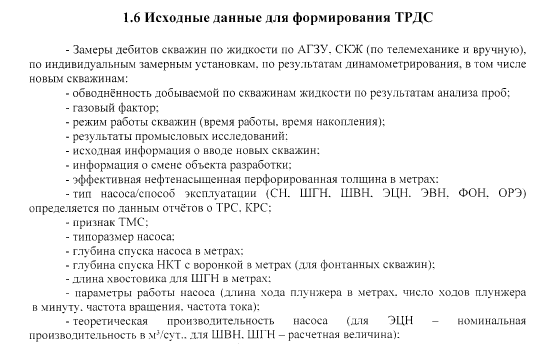 1.6 Исходные данные для формирования ТРДС
- Замеры дебитов скважин по жидкости по АГЗУ, СКЖ (по телемеханике и вручную),
по индивидуальным замерным установкам, по результатам динамометрирования, в том числе
новым скважинам:
- обводнённость добываемой по скважинам жидкости по результатам анализа проб;
- газовый фактор;
- режим работы скважин (время работы, время накопления);
- результаты промысловых исследований;
- исходная информация о вводе новых скважин;
- информация о смене объекта разработки;
- эффективная нефтенасыщенная перфорированная толщина в метрах;
- тип насоса/способ эксплуатации (СН, ШГН, ШВН, ЭЦН, ЭВН, ФОН, ОРЭ)
определяется по данным отчётов о ТРС, КРС;
- признак ТМС;
- типоразмер насоса;
- глубина спуска насоса в метрах;
- глубина спуска НКТ с воронкой в метрах (для фонтанных скважин);
- длина хвостовика для ШГН в метрах;
- параметры работы насоса (длина хода плунжера в метрах, число ходов плунжера
в минуту, частота вращения, частота тока);
- теоретическая производительность насоса (для ЭЦН – номинальная
производительность в м³/сут., для ШВН, ШГН – расчетная величина);